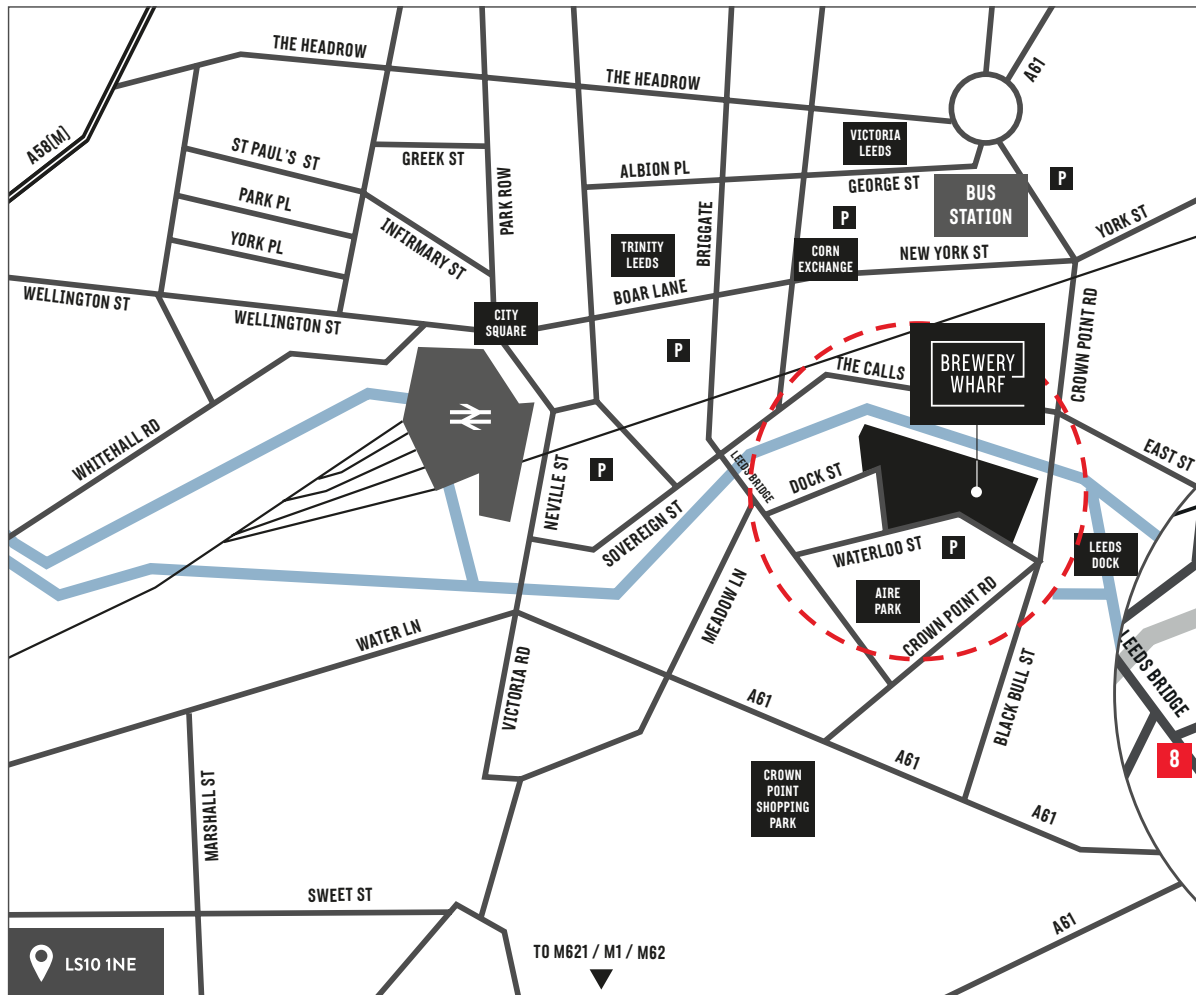 THE HEADROW
THE HEADROW
A61
A58(M)
VICTORIA
LEEDS
ST PAUL'S ST
GREEK ST
ALBION PL
GEORGE ST
P
BUS
STATION
PARK PL
PARK ROW
P
YORK ST
YORK PL
INFIRMARY ST
TRINITY
LEEDS
BRIGGATE
CORN
EXCHANGE
NEW YORK ST
WELLINGTON ST
WELLINGTON ST
CITY
SQUARE
BOAR LANE
P
CROWN POINT RD
THE CALLS
BREWERY
WHARF
WHITEHALL RD
EAST ST
NEVILLE ST
P
LEEDS BRIDGE
DOCK ST
SOVEREIGN ST
WATERLOO ST
P
LEEDS
DOCK
AIRE
PARK
MEADOW LN
CROWN POINT RD
WATER LN
VICTORIA RD
A61
BLACK BULL ST
LEEDS BRIDGE
8
A61
MARSHALL ST
CROWN
POINT
SHOPPING
PARK
A61
SWEET ST
A61
LS10 1NE
TO M621 / M1 / M62